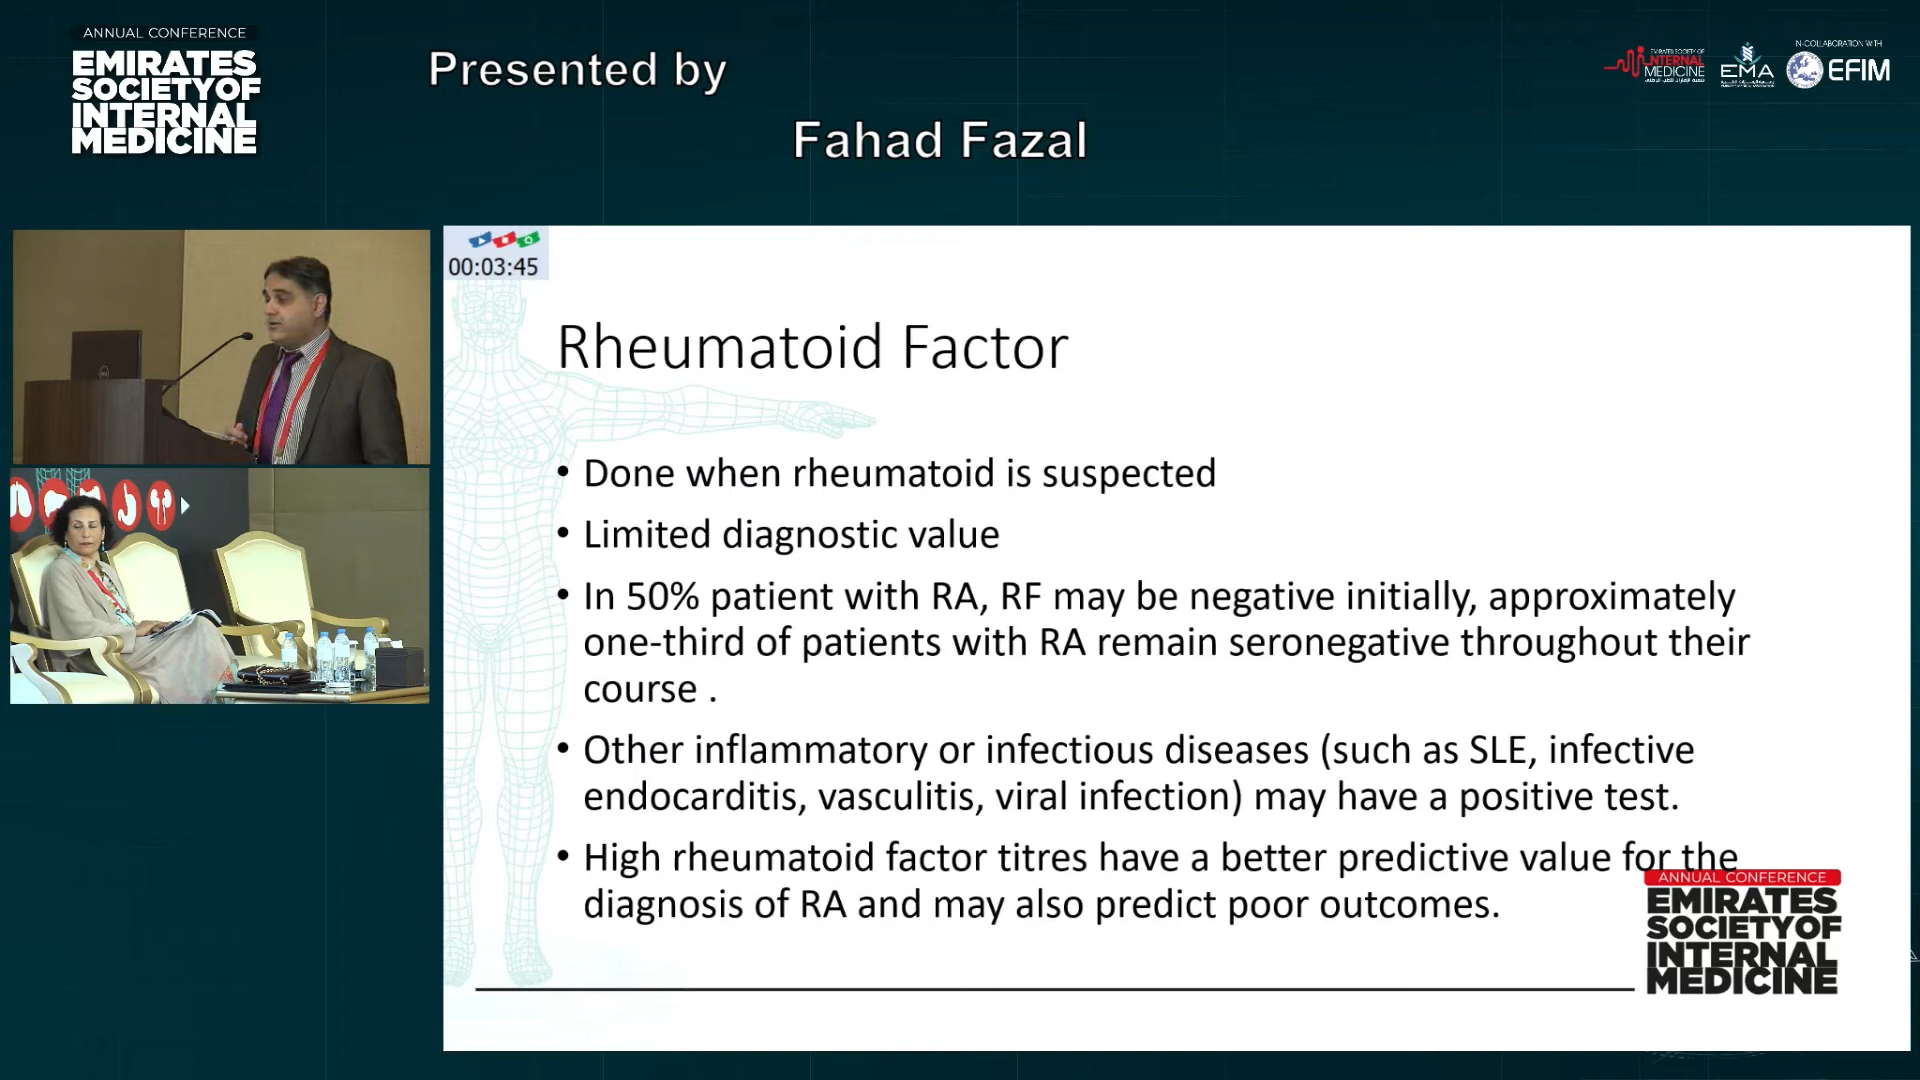 ANNUAL CONFERENCE
EMIRATES
SOCIETYOF
INTERNAL
MEDICINE
Presented by
Fahad Fazal
EMIRATES SOCIETY OF
INTERNAL
MEDICINE
EMA
IN-COLLABORATION WITH
EFIM
00:03:45
Rheumatoid Factor
• Done when rheumatoid is suspected
• Limited diagnostic value
• In 50% patient with RA, RF may be negative initially, approximately
one-third of patients with RA remain seronegative throughout their
course .
• Other inflammatory or infectious diseases (such as SLE, infective
endocarditis, vasculitis, viral infection) may have a positive test.
• High rheumatoid factor titres have a better predictive value for the
diagnosis of RA and may also predict poor outcomes.
ANNUAL CONFERENCE
EMIRATES
SOCIETYOF
INTERNAL
MEDICINE